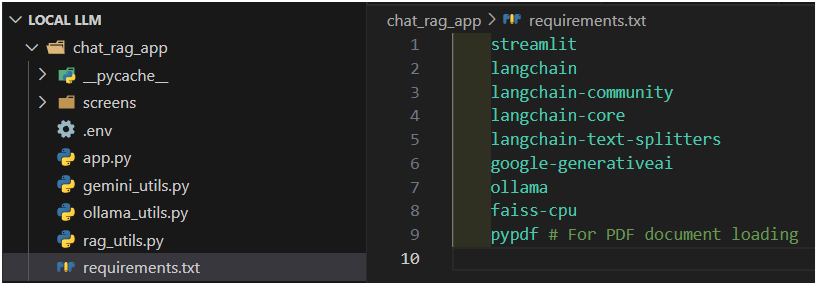 LOCAL LLM
chat_rag_app
__pycache__
screens
.env
app.py
gemini_utils.py
ollama_utils.py
rag_utils.py
requirements.txt
chat_rag_app > requirements.txt
1 streamlit
2 langchain
3 langchain-community
4 langchain-core
5 langchain-text-splitters
6 google-generativeai
7 ollama
8 faiss-cpu
9 pypdf # For PDF document loading
10